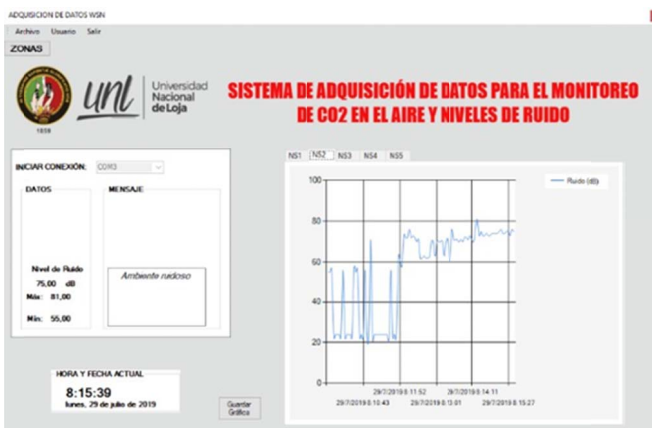 ADQUISICION DE DATOS WSN
Archivo Usuario Salir
ZONAS
1859
unl
Universidad
Nacional
de Loja
SISTEMA DE ADQUISICIÓN DE DATOS PARA EL MONITOREO
DE CO2 EN EL AIRE Y NIVELES DE RUIDO
INICIAR CONEXIÓN: COM3
DATOS
MENSAJE
Nivel de Ruido
75,00 dB
Máx: 81,00
Mín: 55,00
Ambiente ruidoso
HORA Y FECHA ACTUAL
8:15:39
lunes, 29 de julio de 2019
Guardar
Gráfica
NS1 NS2 NS3 NS4 NS5
Ruido (dB)
100
80
60
40
20
0
29/7/2019 8:11:52 29/7/2019 8:14:11
29/7/2019 8:10:43 29/7/2019 8:13:01 29/7/2019 8:15:27